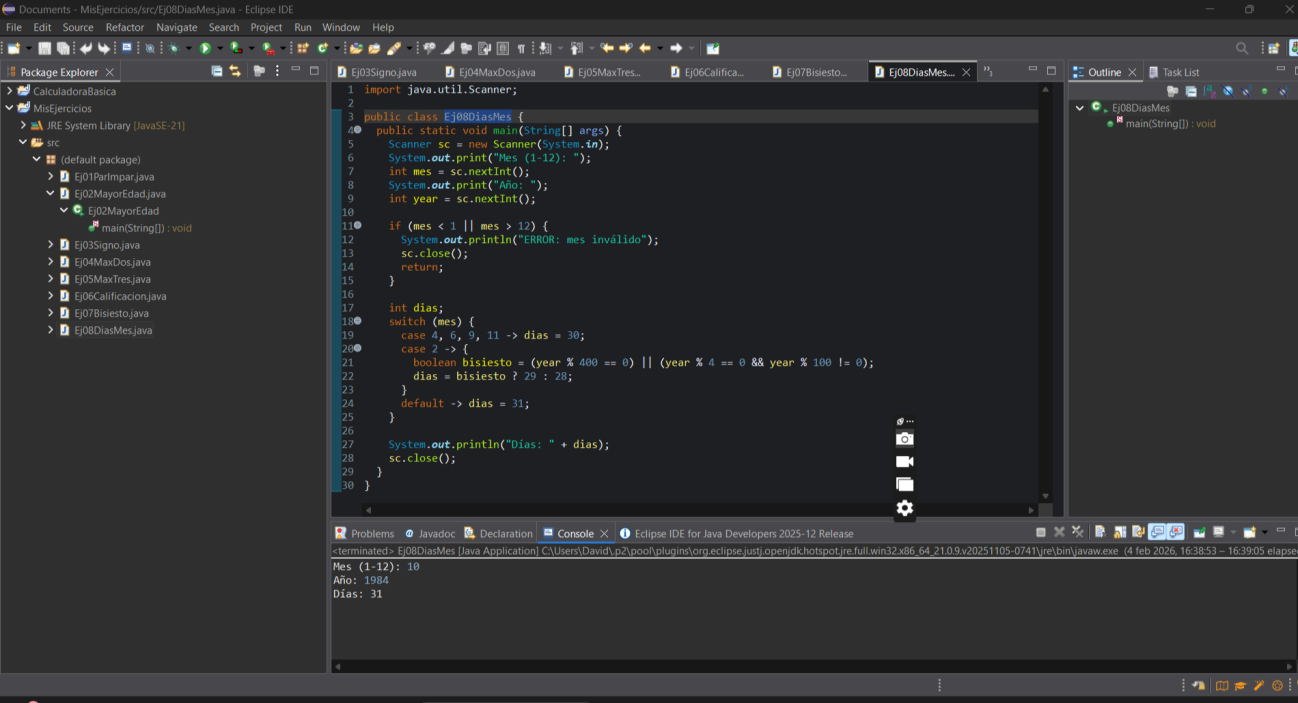 Documents - MisEjercicios/src/Ej08DiasMes.java - Eclipse IDE
File Edit Source Refactor Navigate Search Project Run Window Help
Package Explorer
CalculadoraBasica
MisEjercicios
JRE System Library [JavaSE-21]
src
(default package)
Ej01ParImpar.java
Ej02MayorEdad.java
Ej02MayorEdad
main(String[]) : void
Ej03Signo.java
Ej04MaxDos.java
Ej05MaxTres.java
Ej06Calificacion.java
Ej07Bisiesto.java
Ej08DiasMes.java
Ej03Signo.java Ej04MaxDos.java Ej05MaxTres... Ej06Califica... Ej07Bisiesto... Ej08DiasMes.... »1
1 import java.util.Scanner;
2
3 public class Ej08DiasMes {
4 public static void main(String[] args) {
5 Scanner sc = new Scanner(System.in);
6 System.out.print("Mes (1-12): ");
7 int mes = sc.nextInt();
8 System.out.print("Año: ");
9 int year = sc.nextInt();
10
11 if (mes < 1 || mes > 12) {
12 System.out.println("ERROR: mes inválido");
13 sc.close();
14 return;
15 }
16
17 int dias;
18 switch (mes) {
19 case 4, 6, 9, 11 -> dias = 30;
20 case 2 -> {
21 boolean bisiesto = (year % 400 == 0) || (year % 4 == 0 && year % 100 != 0);
22 dias = bisiesto ? 29 : 28;
23 }
24 default -> dias = 31;
25 }
26
27 System.out.println("Días: " + dias);
28 sc.close();
29 }
30 }
Outline Task List
Ej08DiasMes
main(String[]) : void
Problems Javadoc Declaration Console Eclipse IDE for Java Developers 2025-12 Release
<terminated> Ej08DiasMes [Java Application] C:\Users\David\.p2\pool\plugins\org.eclipse.justj.openjdk.hotspot.jre.full.win32.x86_64_21.0.9.v20251105-0741\jre\bin\javaw.exe (4 feb 2026, 16:38:53 – 16:39:05 elapse
Mes (1-12): 10
Año: 1984
Días: 31